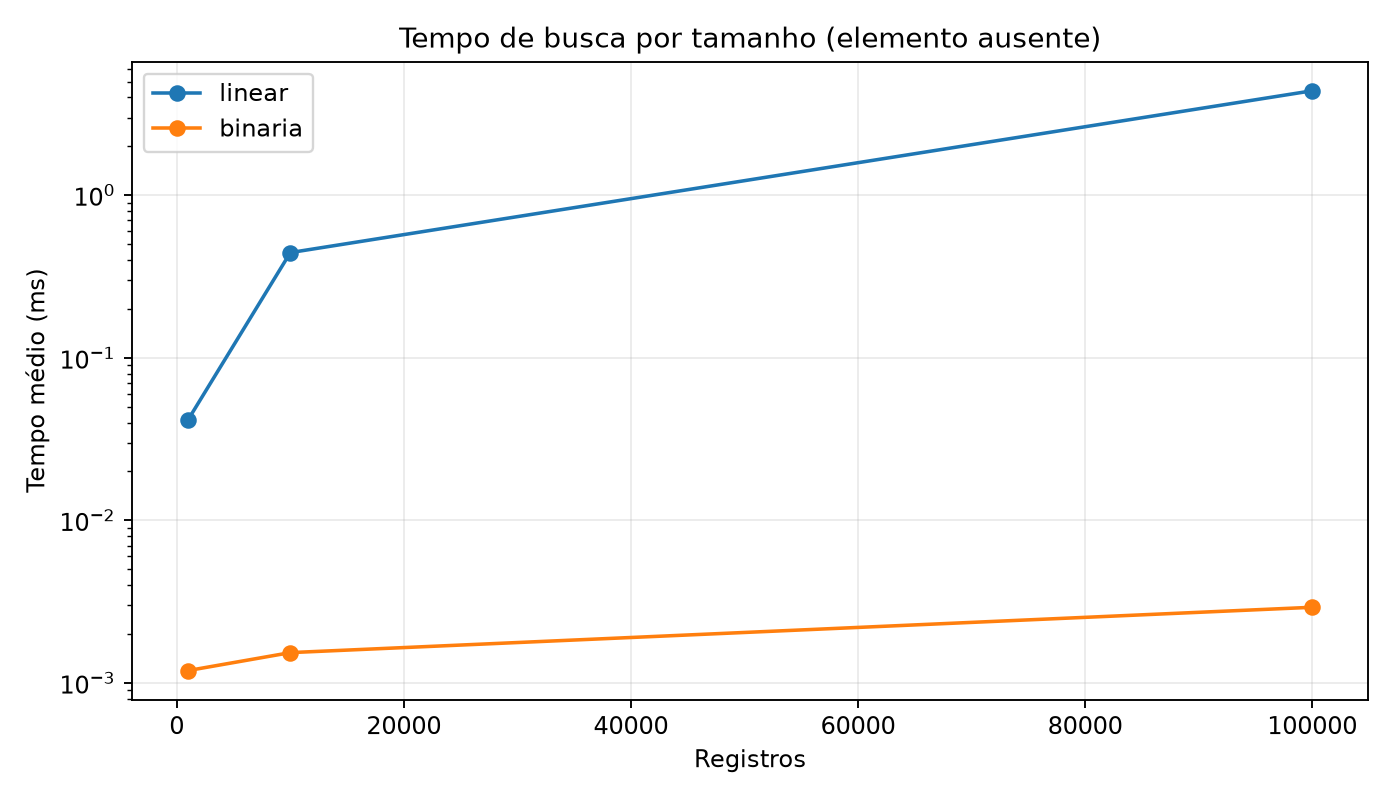 Tempo de busca por tamanho (elemento ausente)
linear
binaria
Tempo médio (ms)
10⁰
10⁻¹
10⁻²
10⁻³
0 20000 40000 60000 80000 100000
Registros